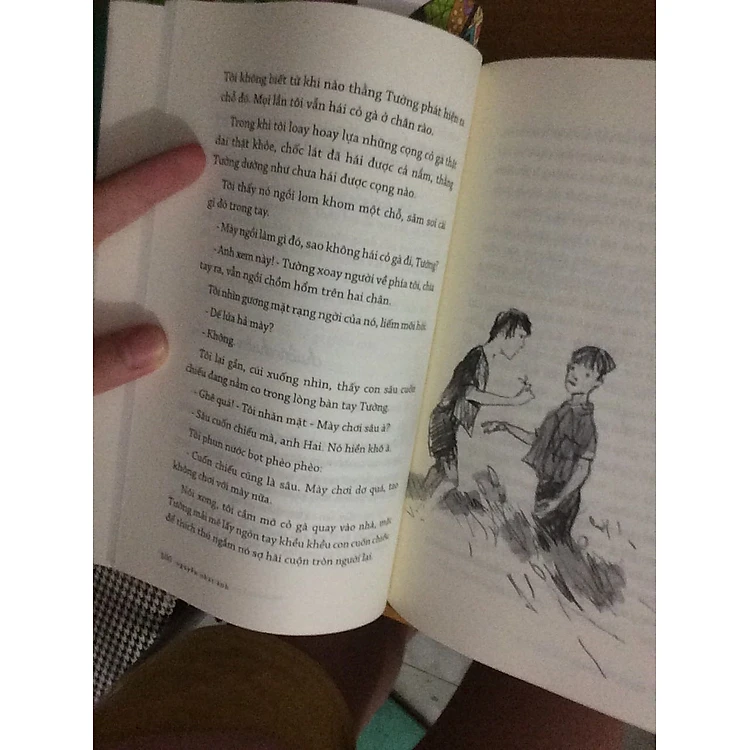 Tôi không biết từ khi nào thằng Tường phát hiện ra
chỗ đó. Mọi lần tôi vẫn hái cỏ gà ở chân rào.
Trong khi tôi loay hoay lựa những cọng cỏ gà thật
dai thật khỏe, chốc lát đã hái được cả nắm, thằng
Tường dường như chưa hái được cọng nào.
Tôi thấy nó ngồi lom khom một chỗ, săm soi cái
gì đó trong tay.
- Mày ngồi làm gì đó, sao không hái cỏ gà đi, Tường?
- Anh xem này! - Tường xoay người về phía tôi, chìa
tay ra, vẫn ngồi chồm hổm trên hai chân.
Tôi nhìn gương mặt rạng ngời của nó, liếm môi hỏi:
- Dế lửa hả mày?
- Không.
Tôi lại gần, cúi xuống nhìn, thấy con sâu cuốn
chiếu đang nằm co trong lòng bàn tay Tường.
- Ghê quá! - Tôi nhăn mặt - Mày chơi sâu à?
- Sâu cuốn chiếu mà, anh Hai. Nó hiền khô à.
Tôi phun nước bọt phèo phèo:
- Cuốn chiếu cũng là sâu. Mày chơi dơ quá, tao
không chơi với mày nữa.
Nói xong, tôi cầm mớ cỏ gà quay vào nhà, mặc
Tường mải mê lấy ngón tay khều khều con cuốn chiếu
để thích thú ngắm nó sợ hãi cuộn tròn người lại.
nguyễn nhật ánh